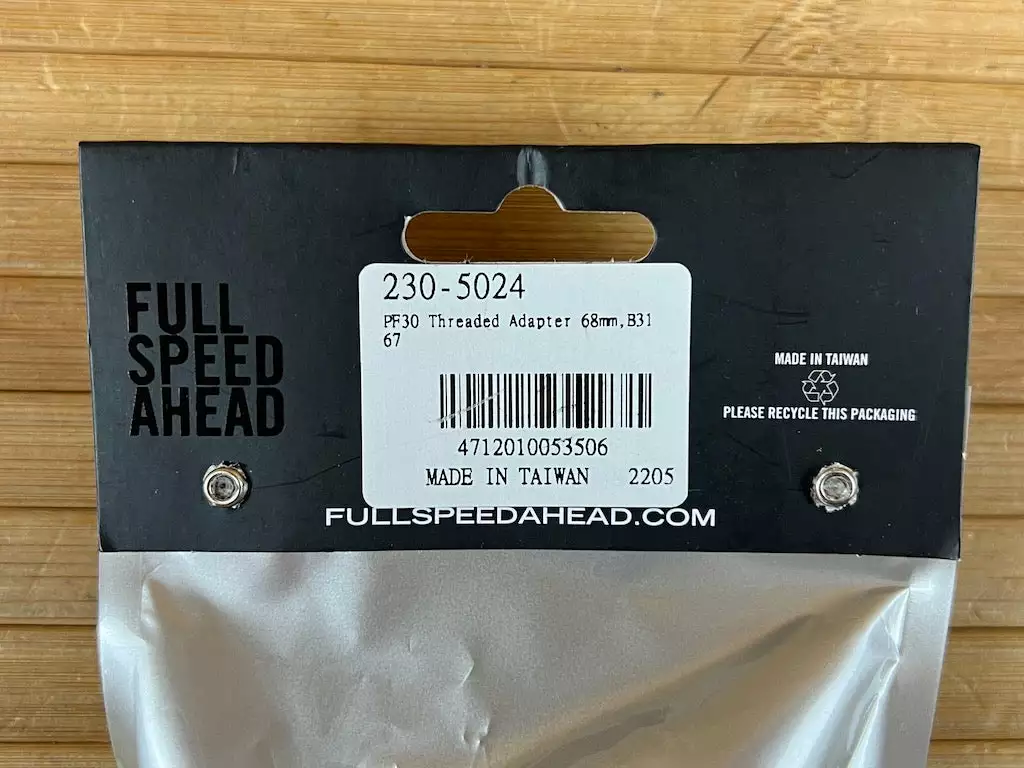 FULL
SPEED
AHEAD
230-5024
PF30 Threaded Adapter 68mm,B31
67
4712010053506
MADE IN TAIWAN 2205
MADE IN TAIWAN
PLEASE RECYCLE THIS PACKAGING
FULLSPEEDAHEAD.COM